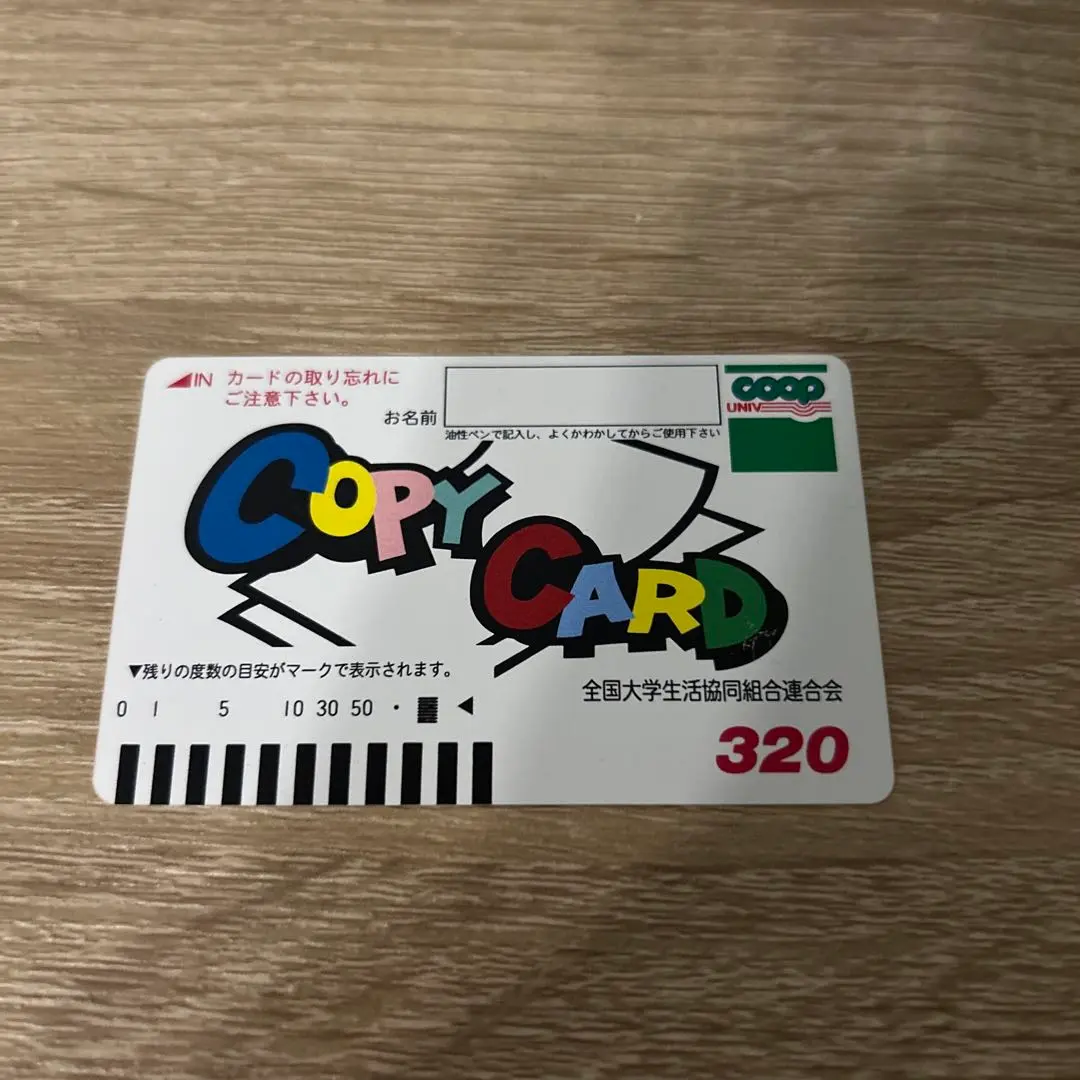 IN カードの取り忘れに
ご注意下さい。
お名前
油性ペンで記入し、よくかわかしてからご使用下さい
coop
UNIV
COPY
CARD
▼残りの度数の目安がマークで表示されます。
0 1 5 10 30 50 ・ ◀
全国大学生活協同組合連合会
320